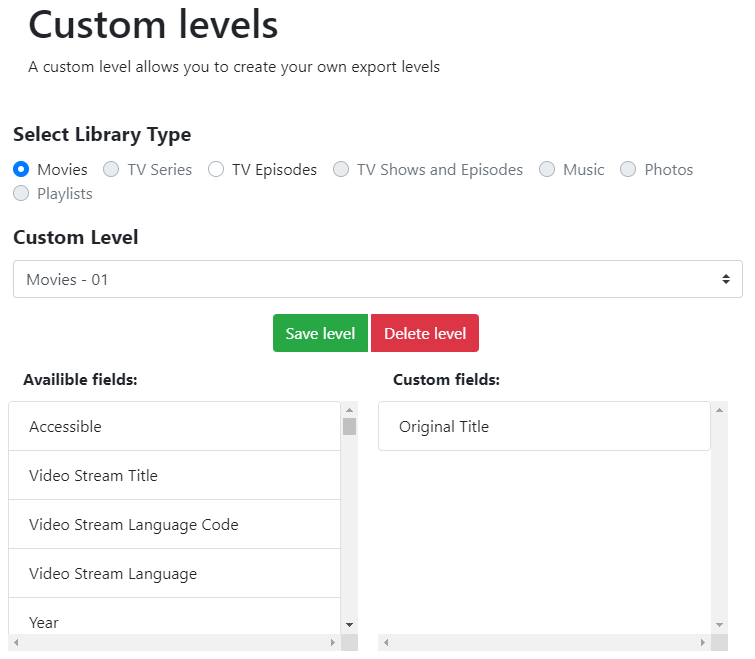 Custom levels
A custom level allows you to create your own export levels
Select Library Type
Movies TV Series TV Episodes TV Shows and Episodes Music Photos
Playlists
Custom Level
Movies - 01
Save level Delete level
Availible fields: Custom fields:
Accessible Original Title
Video Stream Title
Video Stream Language Code
Video Stream Language
Year